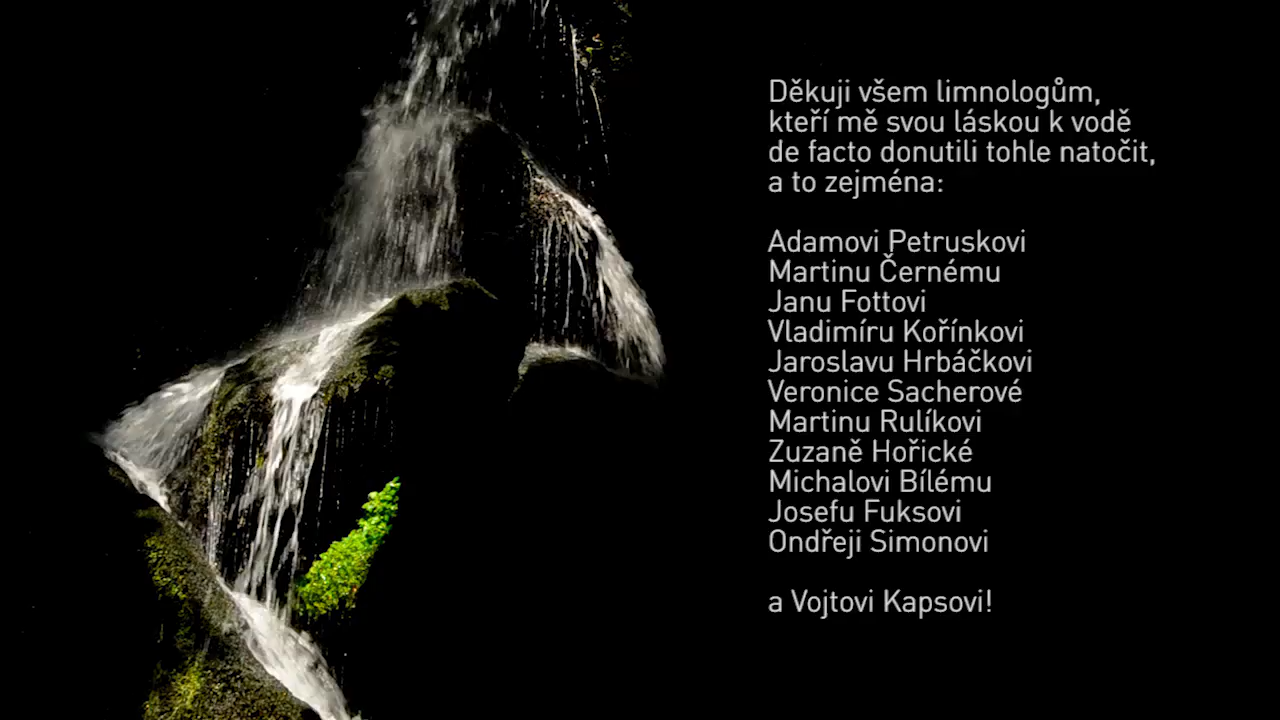 Děkuji všem limnologům,
kteří mě svou láskou k vodě
de facto donutili tohle natočit,
a to zejména:
Adamovi Petruskovi
Martinu Černému
Janu Fottovi
Vladimíru Kořínkovi
Jaroslavu Hrbáčkovi
Veronice Sacherové
Martinu Rulíkovi
Zuzaně Hořické
Michalovi Bílému
Josefu Fuksovi
Ondřeji Simonovi
a Vojtovi Kapsovi!